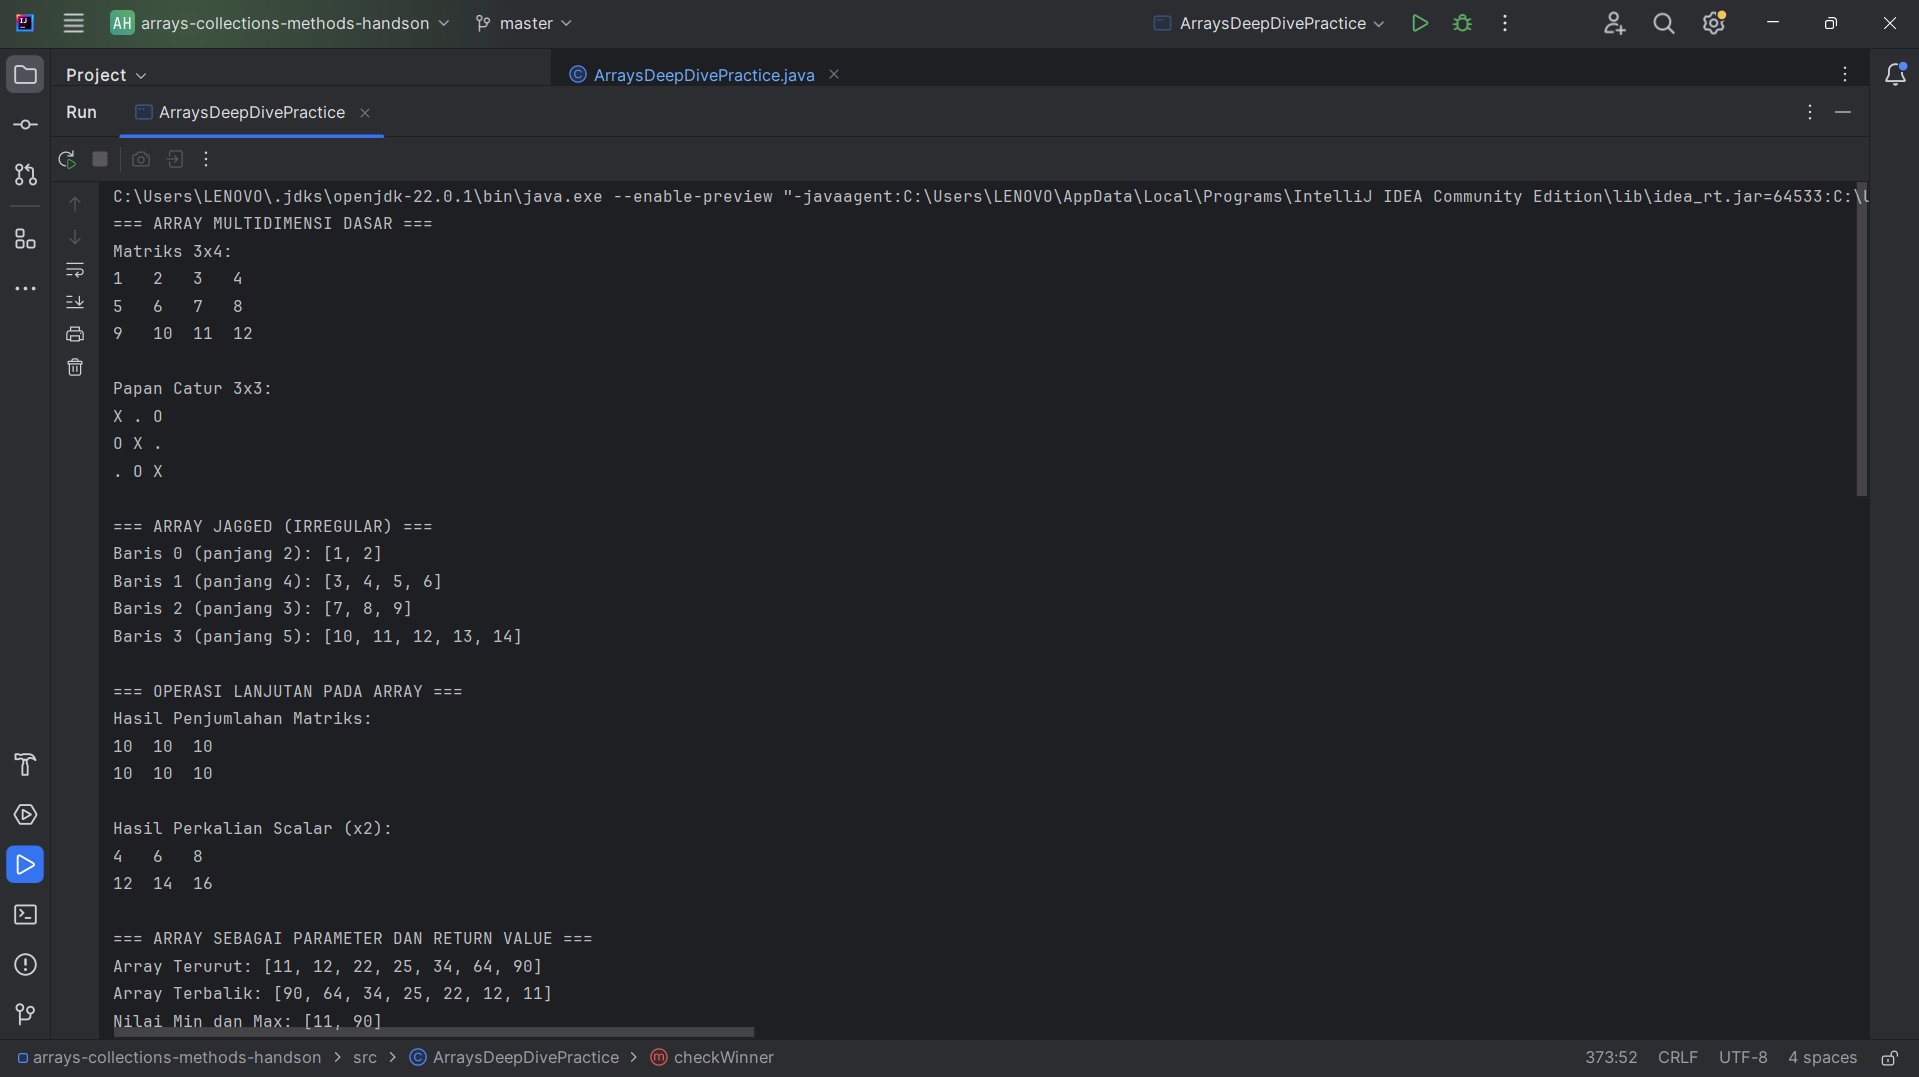 AH arrays-collections-methods-handson master ArraysDeepDivePractice
Project ArraysDeepDivePractice.java
Run ArraysDeepDivePractice
C:\Users\LENOVO\.jdks\openjdk-22.0.1\bin\java.exe --enable-preview "-javaagent:C:\Users\LENOVO\AppData\Local\Programs\IntelliJ IDEA Community Edition\lib\idea_rt.jar=64533:C:\U
=== ARRAY MULTIDIMENSI DASAR ===
Matriks 3x4:
1 2 3 4
5 6 7 8
9 10 11 12
Papan Catur 3x3:
X . O
O X .
. O X
=== ARRAY JAGGED (IRREGULAR) ===
Baris 0 (panjang 2): [1, 2]
Baris 1 (panjang 4): [3, 4, 5, 6]
Baris 2 (panjang 3): [7, 8, 9]
Baris 3 (panjang 5): [10, 11, 12, 13, 14]
=== OPERASI LANJUTAN PADA ARRAY ===
Hasil Penjumlahan Matriks:
10 10 10
10 10 10
Hasil Perkalian Scalar (x2):
4 6 8
12 14 16
=== ARRAY SEBAGAI PARAMETER DAN RETURN VALUE ===
Array Terurut: [11, 12, 22, 25, 34, 64, 90]
Array Terbalik: [90, 64, 34, 25, 22, 12, 11]
Nilai Min dan Max: [11, 90]
arrays-collections-methods-handson > src > ArraysDeepDivePractice > checkWinner 373:52 CRLF UTF-8 4 spaces